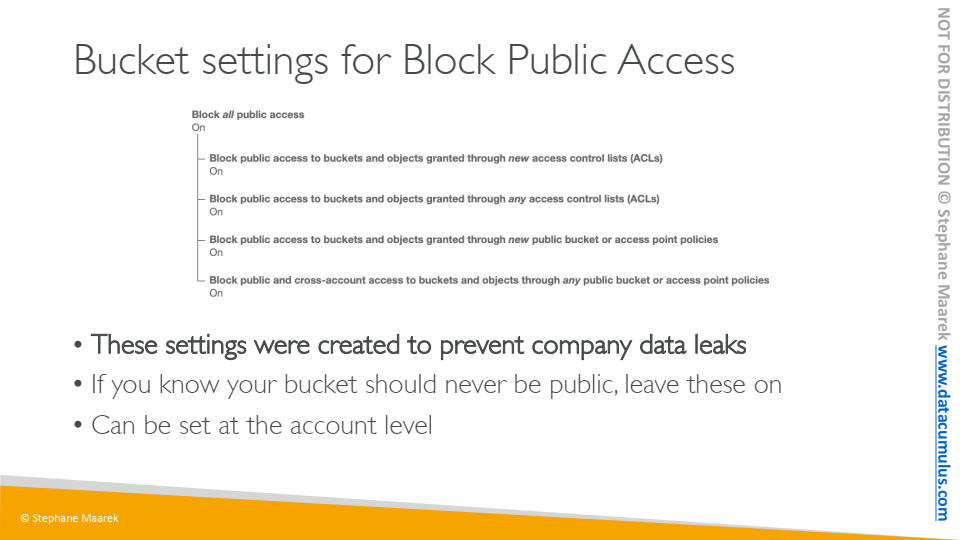 Bucket settings for Block Public Access
Block all public access
On
Block public access to buckets and objects granted through new access control lists (ACLs)
On
Block public access to buckets and objects granted through any access control lists (ACLs)
On
Block public access to buckets and objects granted through new public bucket or access point policies
On
Block public and cross-account access to buckets and objects through any public bucket or access point policies
On
• These settings were created to prevent company data leaks
• If you know your bucket should never be public, leave these on
• Can be set at the account level
© Stephane Maarek
NOT FOR DISTRIBUTION © Stephane Maarek www.datacumulus.com